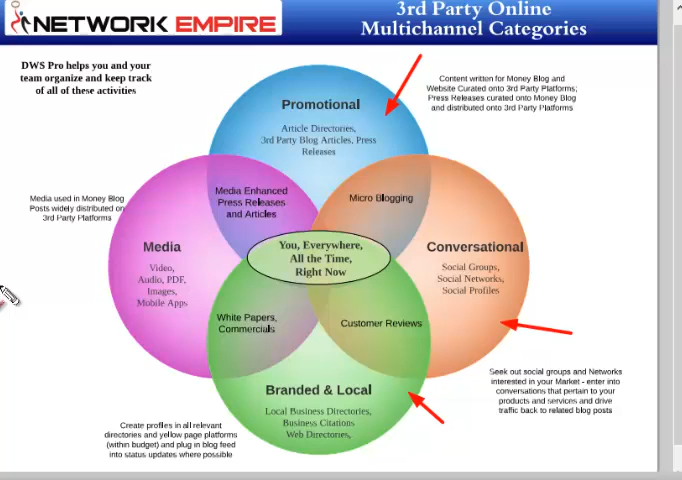 NETWORK EMPIRE
3rd Party Online
Multichannel Categories
DWS Pro helps you and your
team organize and keep track
of all of these activities
Content written for Money Blog and
Website Curated onto 3rd Party Platforms;
Press Releases curated onto Money Blog
and distributed onto 3rd Party Platforms
Promotional
Article Directories,
3rd Party Blog Articles, Press
Releases
Media Enhanced
Press Releases
and Articles
Micro Blogging
Media used in Money Blog
Posts widely distributed on
3rd Party Platforms
Media
Video,
Audio, PDF,
Images,
Mobile Apps
You, Everywhere,
All the Time,
Right Now
Conversational
Social Groups,
Social Networks,
Social Profiles
White Papers,
Commercials
Customer Reviews
Branded & Local
Local Business Directories,
Business Citations
Web Directories,
Seek out social groups and Networks
interested in your Market - enter into
conversations that pertain to your
products and services and drive
traffic back to related blog posts
Create profiles in all relevant
directories and yellow page platforms
(within budget) and plug in blog feed
into status updates where possible